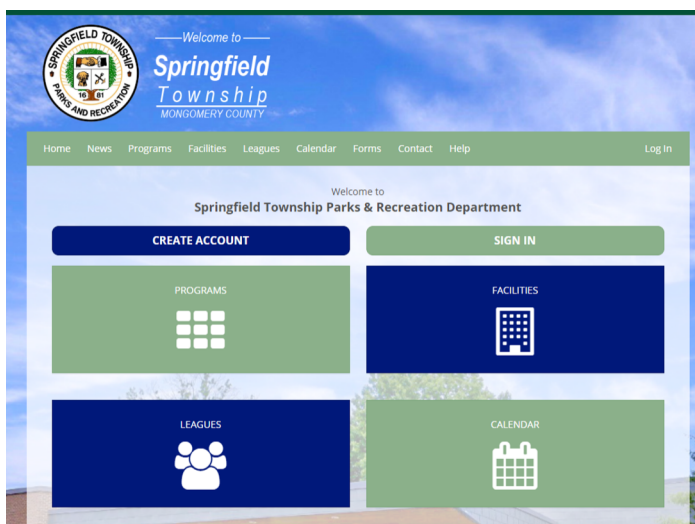 SPRINGFIELD TOWNSHIP
PARKS AND RECREATION
16 81
Welcome to
Springfield
Township
MONGOMERY COUNTY
Home News Programs Facilities Leagues Calendar Forms Contact Help Log In
Welcome to
Springfield Township Parks & Recreation Department
CREATE ACCOUNT SIGN IN
PROGRAMS FACILITIES
LEAGUES CALENDAR